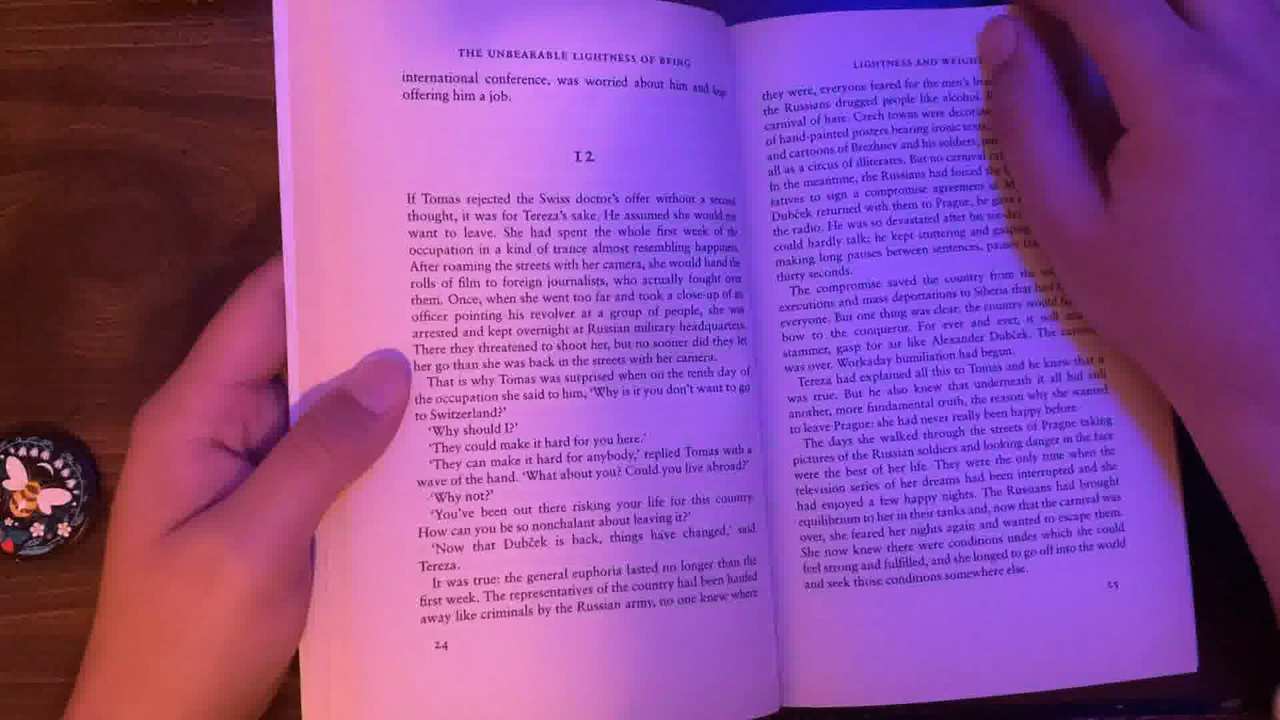 THE UNBEARABLE LIGHTNESS OF BEING
international conference, was worried about him and kept
offering him a job.
12
If Tomas rejected the Swiss doctor's offer without a second
thought, it was for Tereza's sake. He assumed she would not
want to leave. She had spent the whole first week of the
occupation in a kind of trance almost resembling happiness.
After roaming the streets with her camera, she would hand the
rolls of film to foreign journalists, who actually fought over
them. Once, when she went too far and took a close-up of an
officer pointing his revolver at a group of people, she was
arrested and kept overnight at Russian military headquarters.
There they threatened to shoot her, but no sooner did they let
her go than she was back in the streets with her camera.
That is why Tomas was surprised when on the tenth day of
the occupation she said to him, 'Why is it you don't want to go
to Switzerland?'
'Why should I?'
'They could make it hard for you here.'
'They can make it hard for anybody,' replied Tomas with a
wave of the hand. 'What about you? Could you live abroad?'
'Why not?'
'You've been out there risking your life for this country.
How can you be so nonchalant about leaving it?'
'Now that Dubček is back, things have changed,' said
Tereza.
It was true: the general euphoria lasted no longer than the
first week. The representatives of the country had been hauled
away like criminals by the Russian army, no one knew where
24
LIGHTNESS AND WEIGHT
they were, everyone feared for the men's
the Russians drugged people like alcohol.
carnival of hate. Czech towns were
of hand-painted posters bearing ironic
and cartoons of Brezhnev and his soldiers,
all as a circus of illiterates. But no carnival
In the meantime, the Russians had forced the
tatives to sign a compromise agreement
Dubček returned with them to Prague, he
the radio. He was so devastated after his
could hardly talk; he kept stuttering and gasping
making long pauses between sentences, pauses
thirty seconds.
The compromise saved the country from the
executions and mass deportations to Siberia that had
everyone. But one thing was clear: the country would
bow to the conqueror. For ever and ever, it will
stammer, gasp for air like Alexander Dubček. The carnival
was over. Workaday humiliation had begun.
Tereza had explained all this to Tomas and he knew that it
was true. But he also knew that underneath it all hid still
another, more fundamental truth, the reason why she wanted
to leave Prague: she had never really been happy before.
The days she walked through the streets of Prague taking
pictures of the Russian soldiers and looking danger in the face
were the best of her life. They were the only time when the
television series of her dreams had been interrupted and she
had enjoyed a few happy nights. The Russians had brought
equilibrium to her in their tanks and, now that the carnival was
over, she feared her nights again and wanted to escape them.
She now knew there were conditions under which she could
feel strong and fulfilled, and she longed to go off into the world
and seek those conditions somewhere else.
25